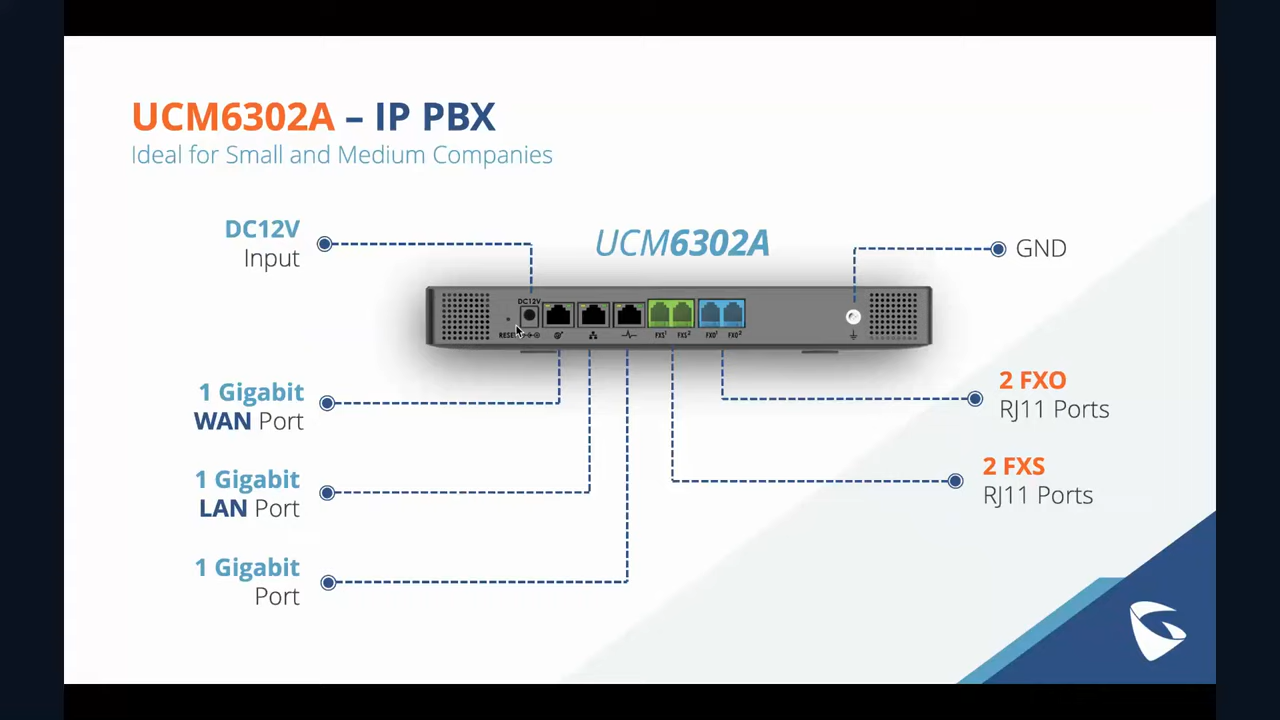 UCM6302A – IP PBX
Ideal for Small and Medium Companies
DC12V
Input
UCM6302A
GND
DC12V
RESET
FXS¹ FXS² FXO¹ FXO²
1 Gigabit
WAN Port
2 FXO
RJ11 Ports
1 Gigabit
LAN Port
2 FXS
RJ11 Ports
1 Gigabit
Port